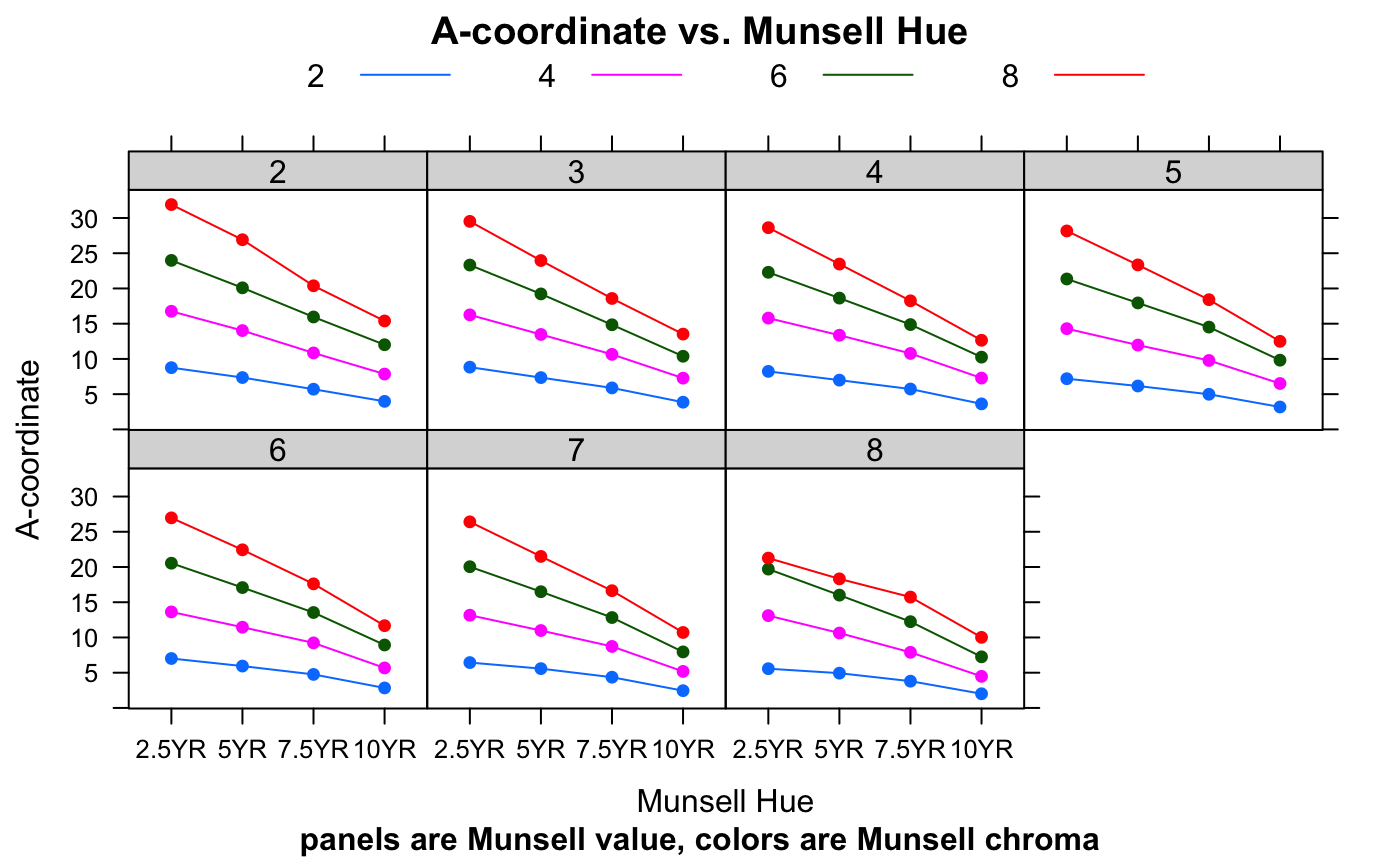 A-coordinate vs. Munsell Hue
2 4 6 8
2 3 4 5
30
25
20
15
10
5
6 7 8
30
25
20
15
10
5
A-coordinate
2.5YR 5YR 7.5YR 10YR 2.5YR 5YR 7.5YR 10YR 2.5YR 5YR 7.5YR 10YR
Munsell Hue
panels are Munsell value, colors are Munsell chroma